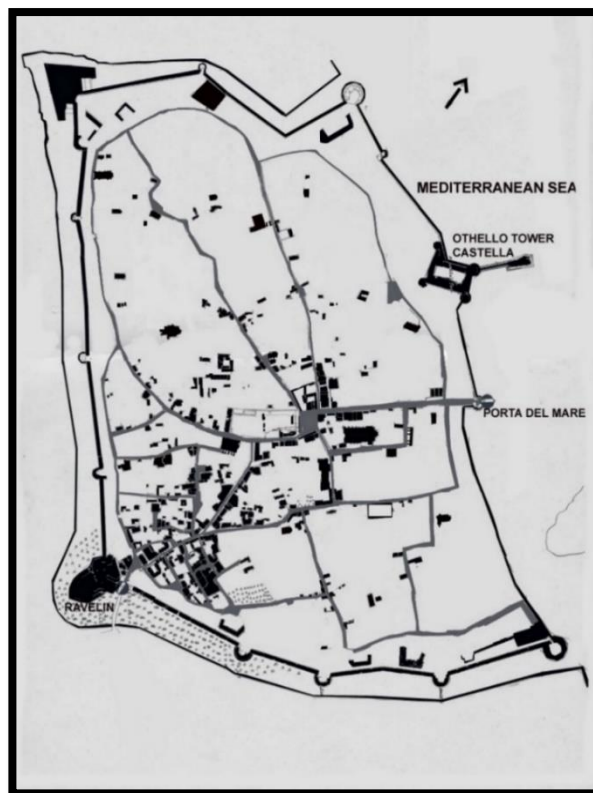 MEDITERRANEAN SEA
OTHELLO TOWER
CASTELLA
PORTA DEL MARE
RAVELIN